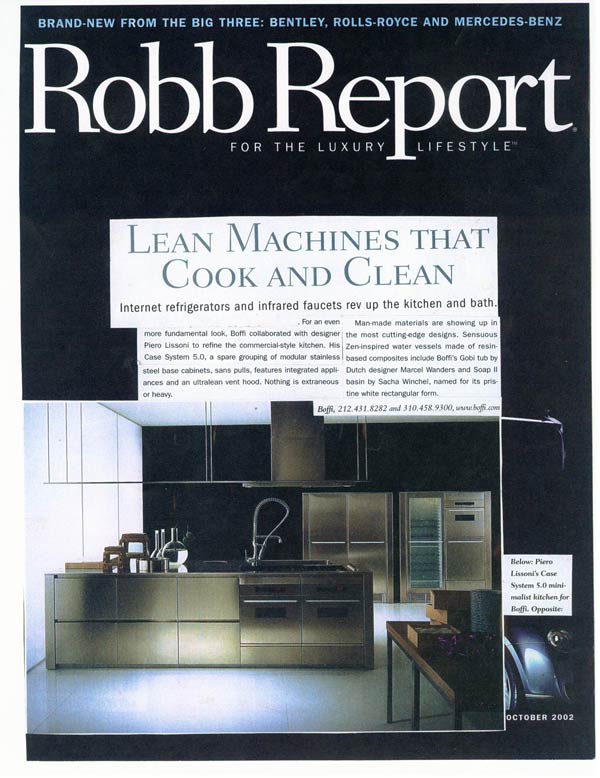 BRAND-NEW FROM THE BIG THREE: BENTLEY, ROLLS-ROYCE AND MERCEDES-BENZ
Robb Report®
FOR THE LUXURY LIFESTYLE™
LEAN MACHINES THAT
COOK AND CLEAN
Internet refrigerators and infrared faucets rev up the kitchen and bath.
. For an even
more fundamental look, Boffi collaborated with designer
Piero Lissoni to refine the commercial-style kitchen. His
Case System 5.0, a spare grouping of modular stainless
steel base cabinets, sans pulls, features integrated appli-
ances and an ultralean vent hood. Nothing is extraneous
or heavy.
Man-made materials are showing up in
the most cutting-edge designs. Sensuous
Zen-inspired water vessels made of resin-
based composites include Boffi's Gobi tub by
Dutch designer Marcel Wanders and Soap II
basin by Sacha Winchel, named for its pris-
tine white rectangular form.
Boffi, 212.431.8282 and 310.458.9300, www.boffi.com
Below: Piero
Lissoni's Case
System 5.0 mini-
malist kitchen for
Boffi. Opposite:
OCTOBER 2002